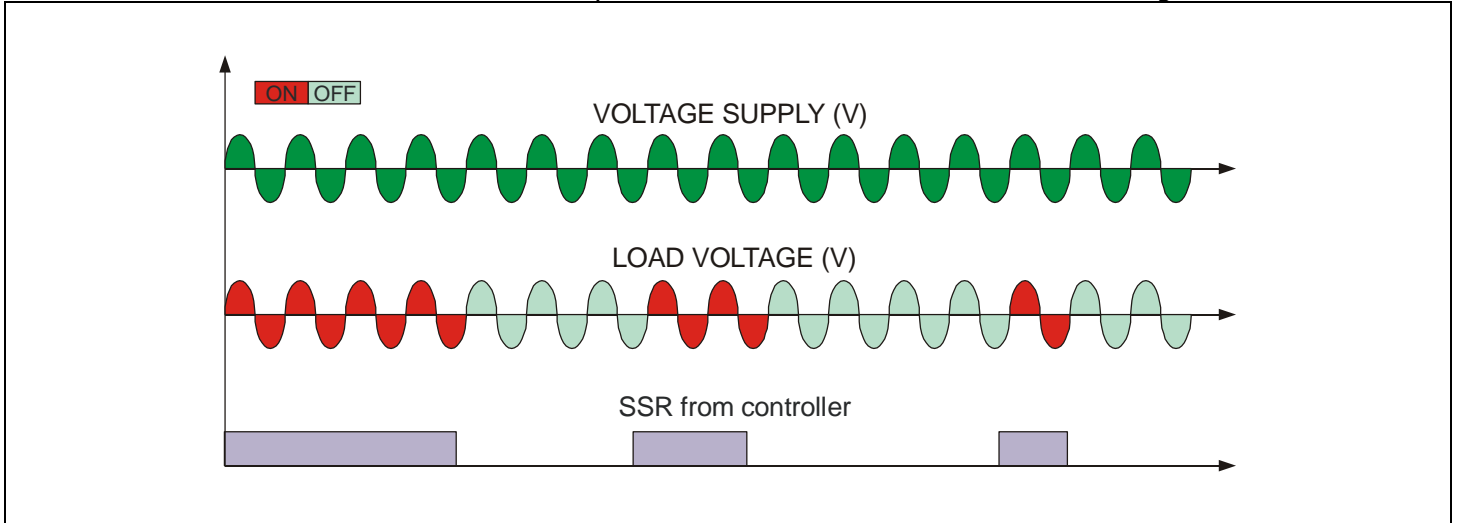 ON OFF
VOLTAGE SUPPLY (V)
LOAD VOLTAGE (V)
SSR from controller